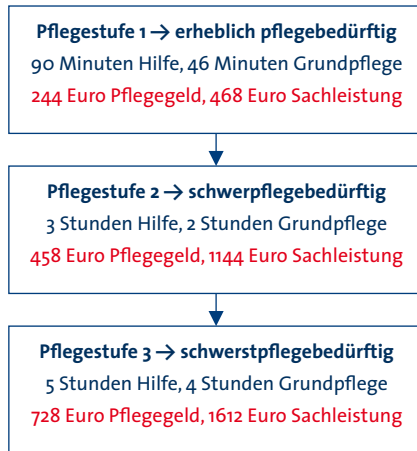 Pflegestufe 1 → erheblich pflegebedürftig
90 Minuten Hilfe, 46 Minuten Grundpflege
244 Euro Pflegegeld, 468 Euro Sachleistung
Pflegestufe 2 → schwerpflegebedürftig
3 Stunden Hilfe, 2 Stunden Grundpflege
458 Euro Pflegegeld, 1144 Euro Sachleistung
Pflegestufe 3 → schwerstpflegebedürftig
5 Stunden Hilfe, 4 Stunden Grundpflege
728 Euro Pflegegeld, 1612 Euro Sachleistung